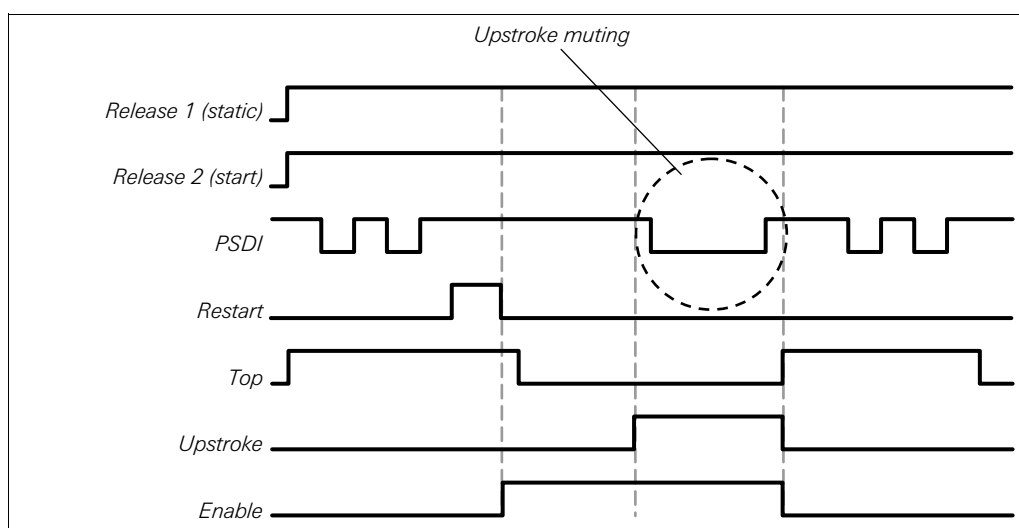 Upstroke muting
Release 1 (static)
Release 2 (start)
PSDI
Restart
Top
Upstroke
Enable